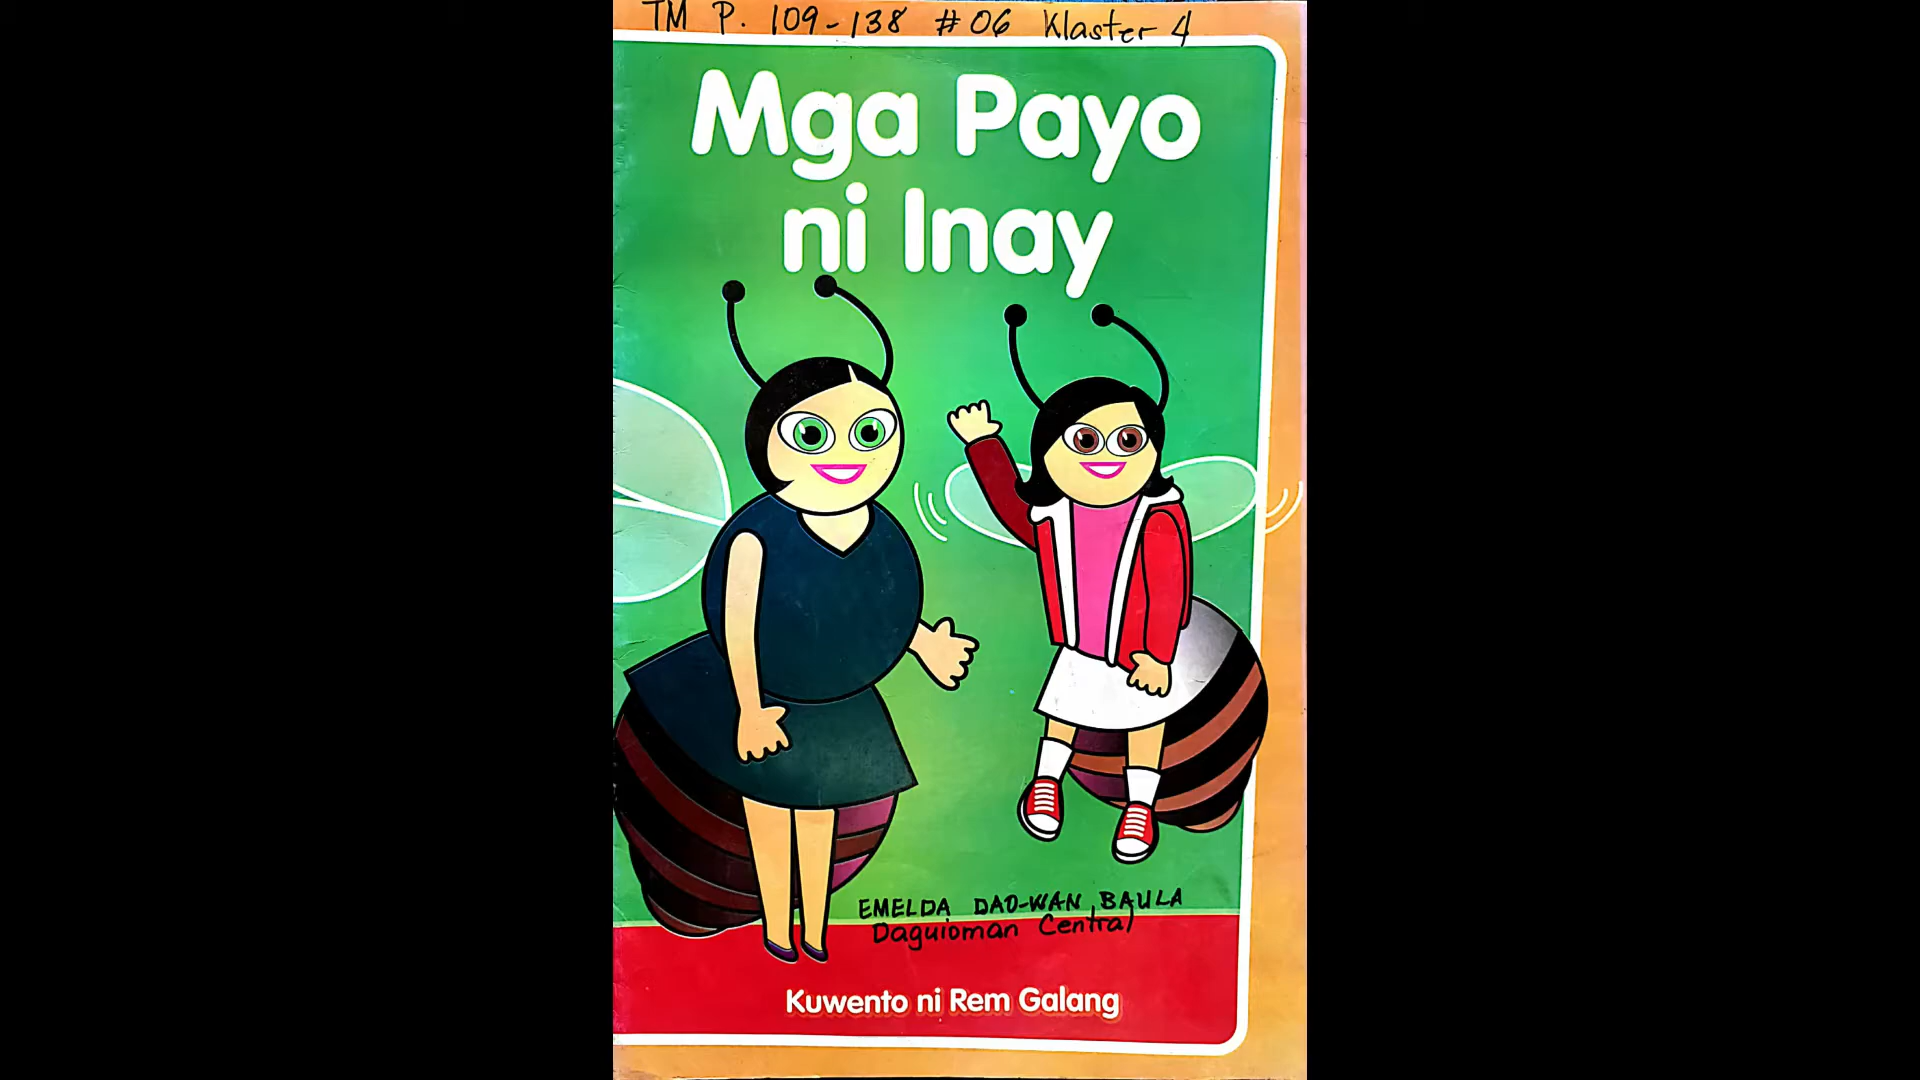 TM P. 109-138 #06 Klaster 4
Mga Payo
ni Inay
EMELDA DAO-WAN BAULA
Daguioman Central
Kuwento ni Rem Galang